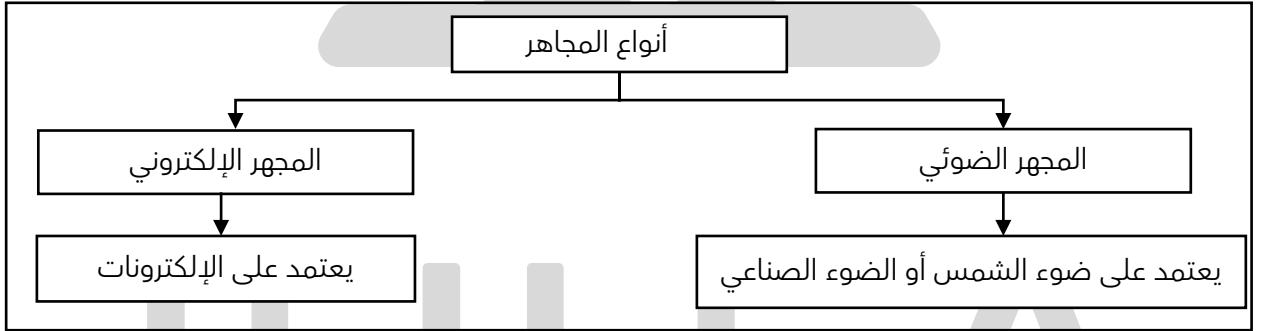 أنواع المجاهر
المجهر الضوئي
المجهر الإلكتروني
يعتمد على ضوء الشمس أو الضوء الصناعي
يعتمد على الإلكترونات